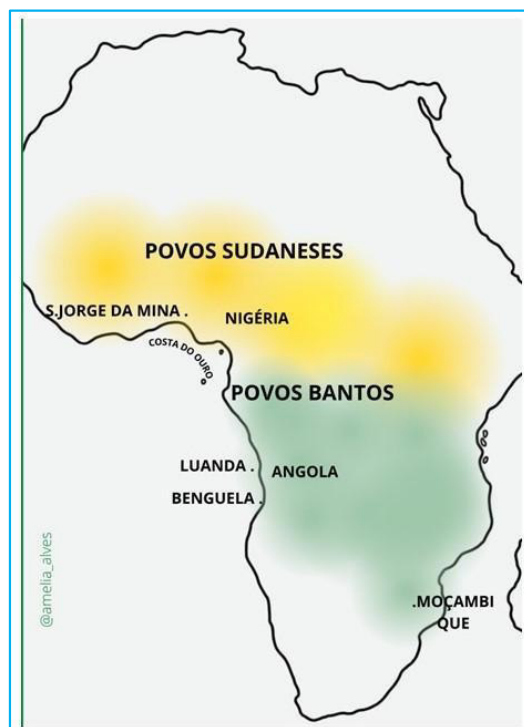 POVOS SUDANESES
S.JORGE DA MINA .
NIGÉRIA
COSTA DO OURO
POVOS BANTOS
LUANDA .
ANGOLA
BENGUELA .
.MOÇAMBI
QUE
@amelia_alves